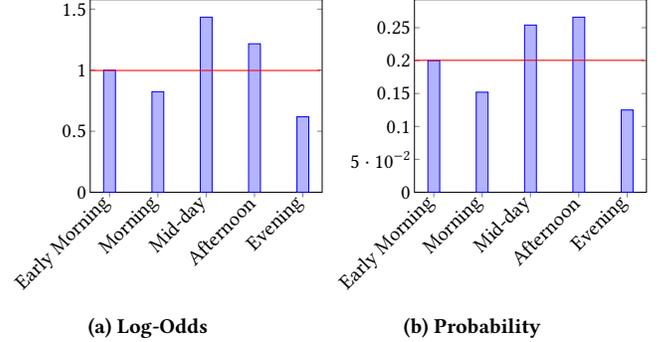 1.5
1
0.5
0
Early Morning
Morning
Mid-day
Afternoon
Evening
(a) Log-Odds
0.25
0.2
0.15
0.1
5 · 10⁻²
0
Early Morning
Morning
Mid-day
Afternoon
Evening
(b) Probability